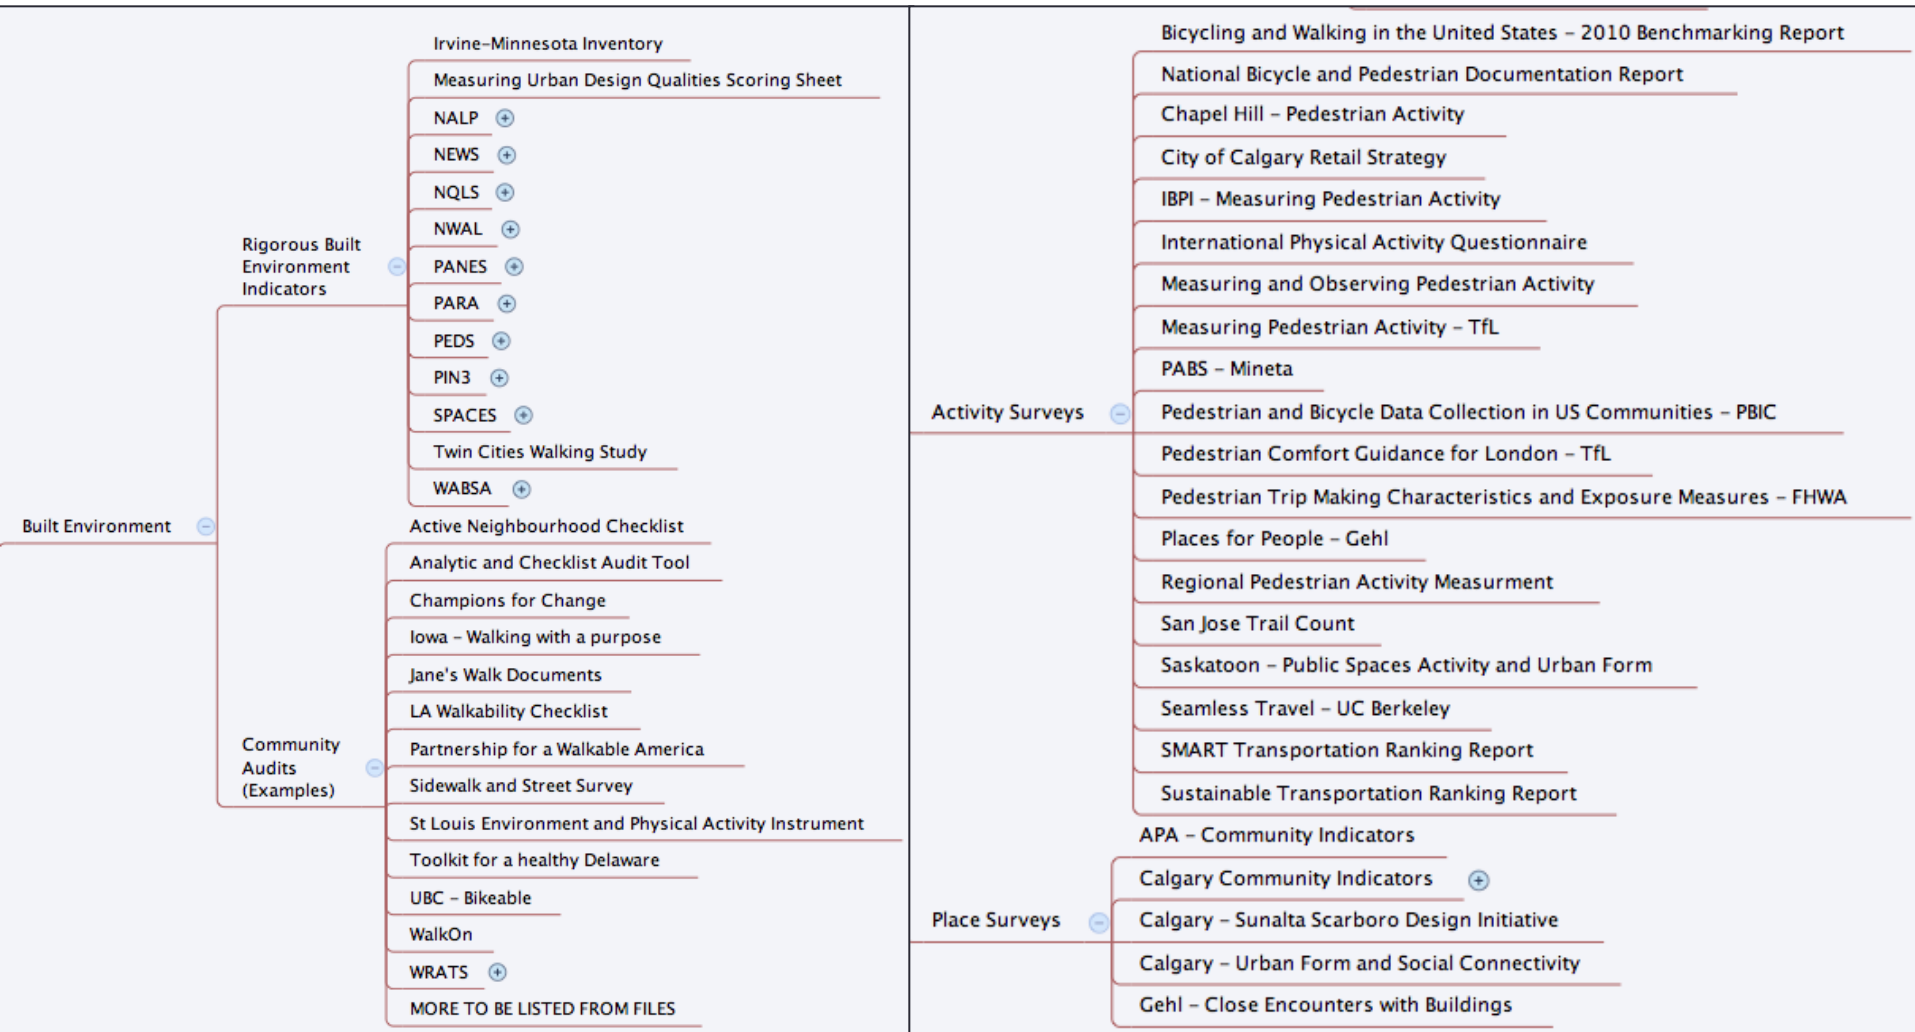 Built Environment
Rigorous Built
Environment
Indicators
Irvine–Minnesota Inventory
Measuring Urban Design Qualities Scoring Sheet
NALP
NEWS
NQLS
NWAL
PANES
PARA
PEDS
PIN3
SPACES
Twin Cities Walking Study
WABSA
Community
Audits
(Examples)
Active Neighbourhood Checklist
Analytic and Checklist Audit Tool
Champions for Change
Iowa – Walking with a purpose
Jane's Walk Documents
LA Walkability Checklist
Partnership for a Walkable America
Sidewalk and Street Survey
St Louis Environment and Physical Activity Instrument
Toolkit for a healthy Delaware
UBC – Bikeable
WalkOn
WRATS
MORE TO BE LISTED FROM FILES
Activity Surveys
Bicycling and Walking in the United States – 2010 Benchmarking Report
National Bicycle and Pedestrian Documentation Report
Chapel Hill – Pedestrian Activity
City of Calgary Retail Strategy
IBPI – Measuring Pedestrian Activity
International Physical Activity Questionnaire
Measuring and Observing Pedestrian Activity
Measuring Pedestrian Activity – TfL
PABS – Mineta
Pedestrian and Bicycle Data Collection in US Communities – PBIC
Pedestrian Comfort Guidance for London – TfL
Pedestrian Trip Making Characteristics and Exposure Measures – FHWA
Places for People – Gehl
Regional Pedestrian Activity Measurment
San Jose Trail Count
Saskatoon – Public Spaces Activity and Urban Form
Seamless Travel – UC Berkeley
SMART Transportation Ranking Report
Sustainable Transportation Ranking Report
Place Surveys
APA – Community Indicators
Calgary Community Indicators
Calgary – Sunalta Scarboro Design Initiative
Calgary – Urban Form and Social Connectivity
Gehl – Close Encounters with Buildings